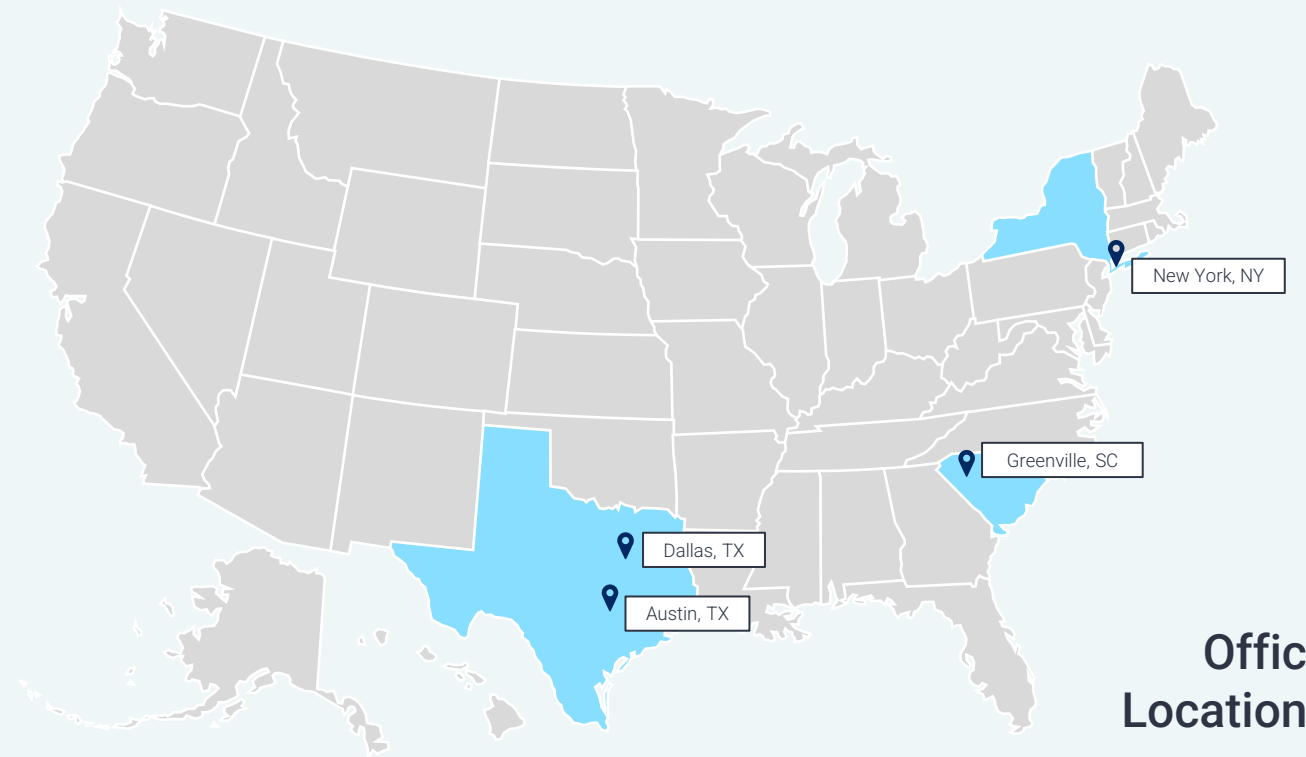 New York, NY
Greenville, SC
Dallas, TX
Austin, TX
Offic
Location